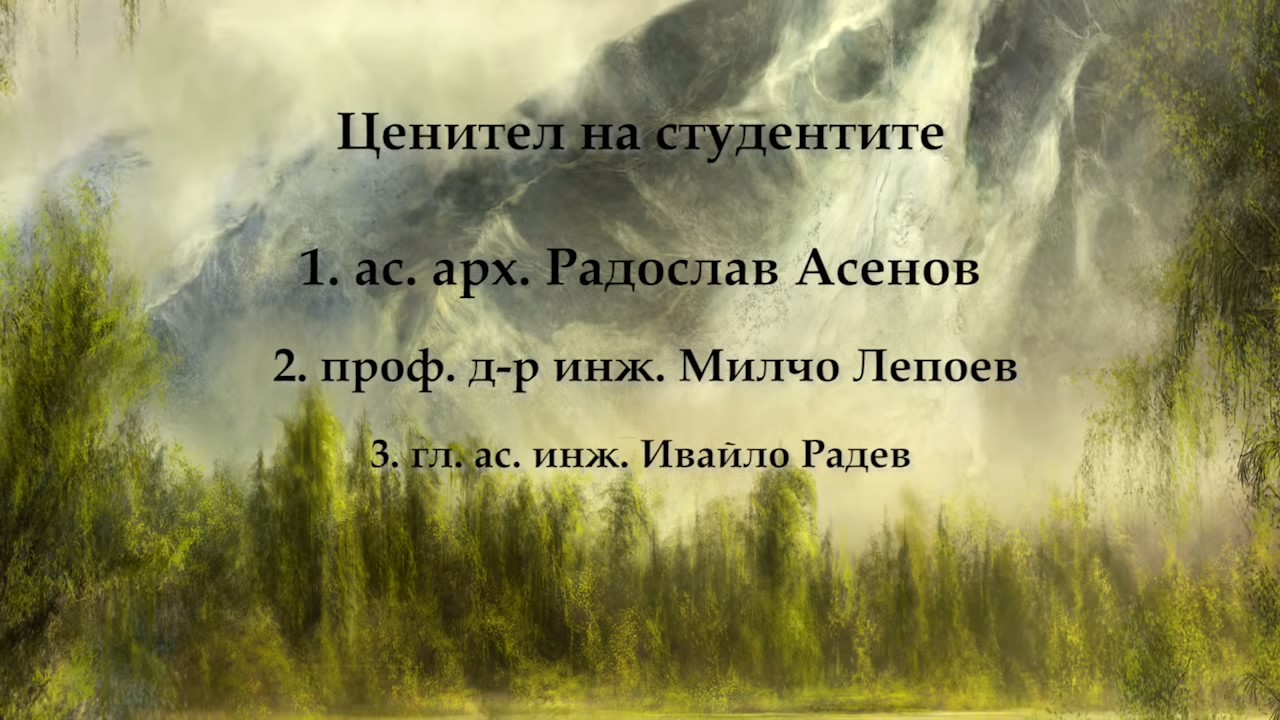 Ценител на студентите
1. ас. арх. Радослав Асенов
2. проф. д-р инж. Милчо Лепоев
3. гл. ас. инж. Ивайло Радев